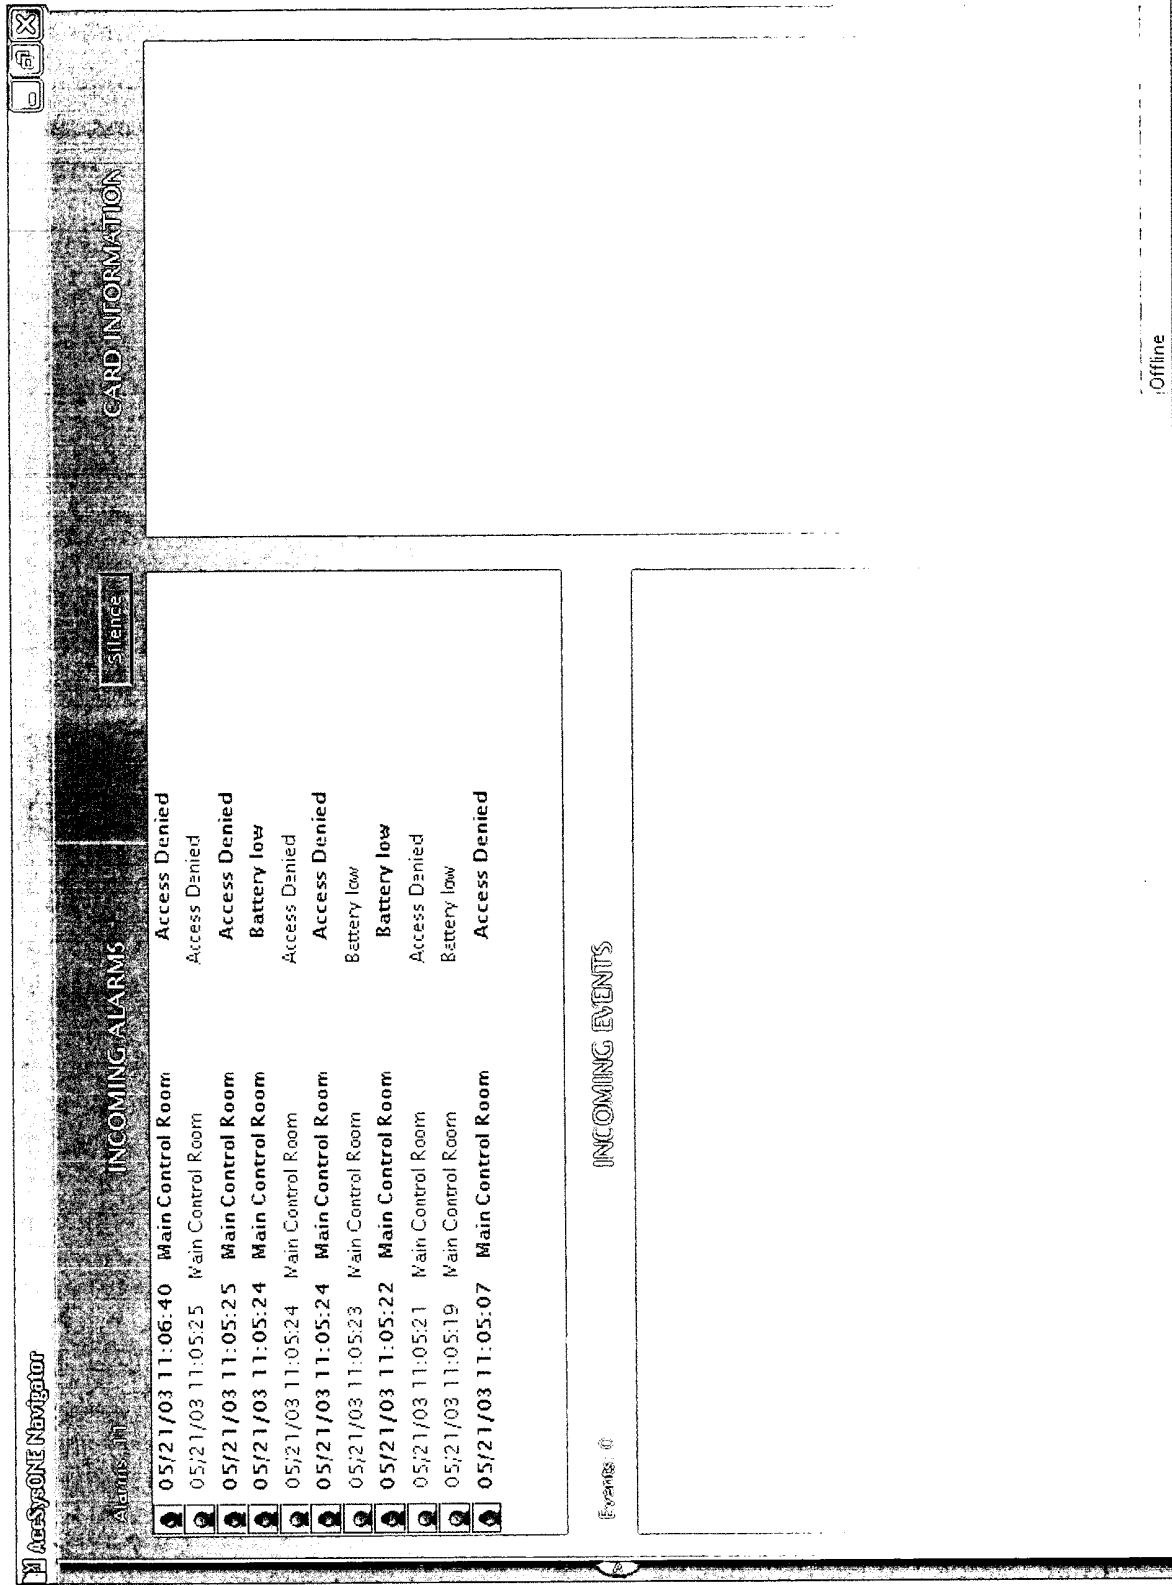 AccSysONE Navigator
Alarms: 11 INCOMING ALARMS Silence CARD INFORMATION
05/21/03 11:06:40 Main Control Room Access Denied
05/21/03 11:05:25 Main Control Room Access Denied
05/21/03 11:05:25 Main Control Room Access Denied
05/21/03 11:05:24 Main Control Room Battery low
05/21/03 11:05:24 Main Control Room Access Denied
05/21/03 11:05:24 Main Control Room Access Denied
05/21/03 11:05:23 Main Control Room Battery low
05/21/03 11:05:22 Main Control Room Battery low
05/21/03 11:05:21 Main Control Room Access Denied
05/21/03 11:05:19 Main Control Room Battery low
05/21/03 11:05:07 Main Control Room Access Denied
Events: 0 INCOMING EVENTS
Offline